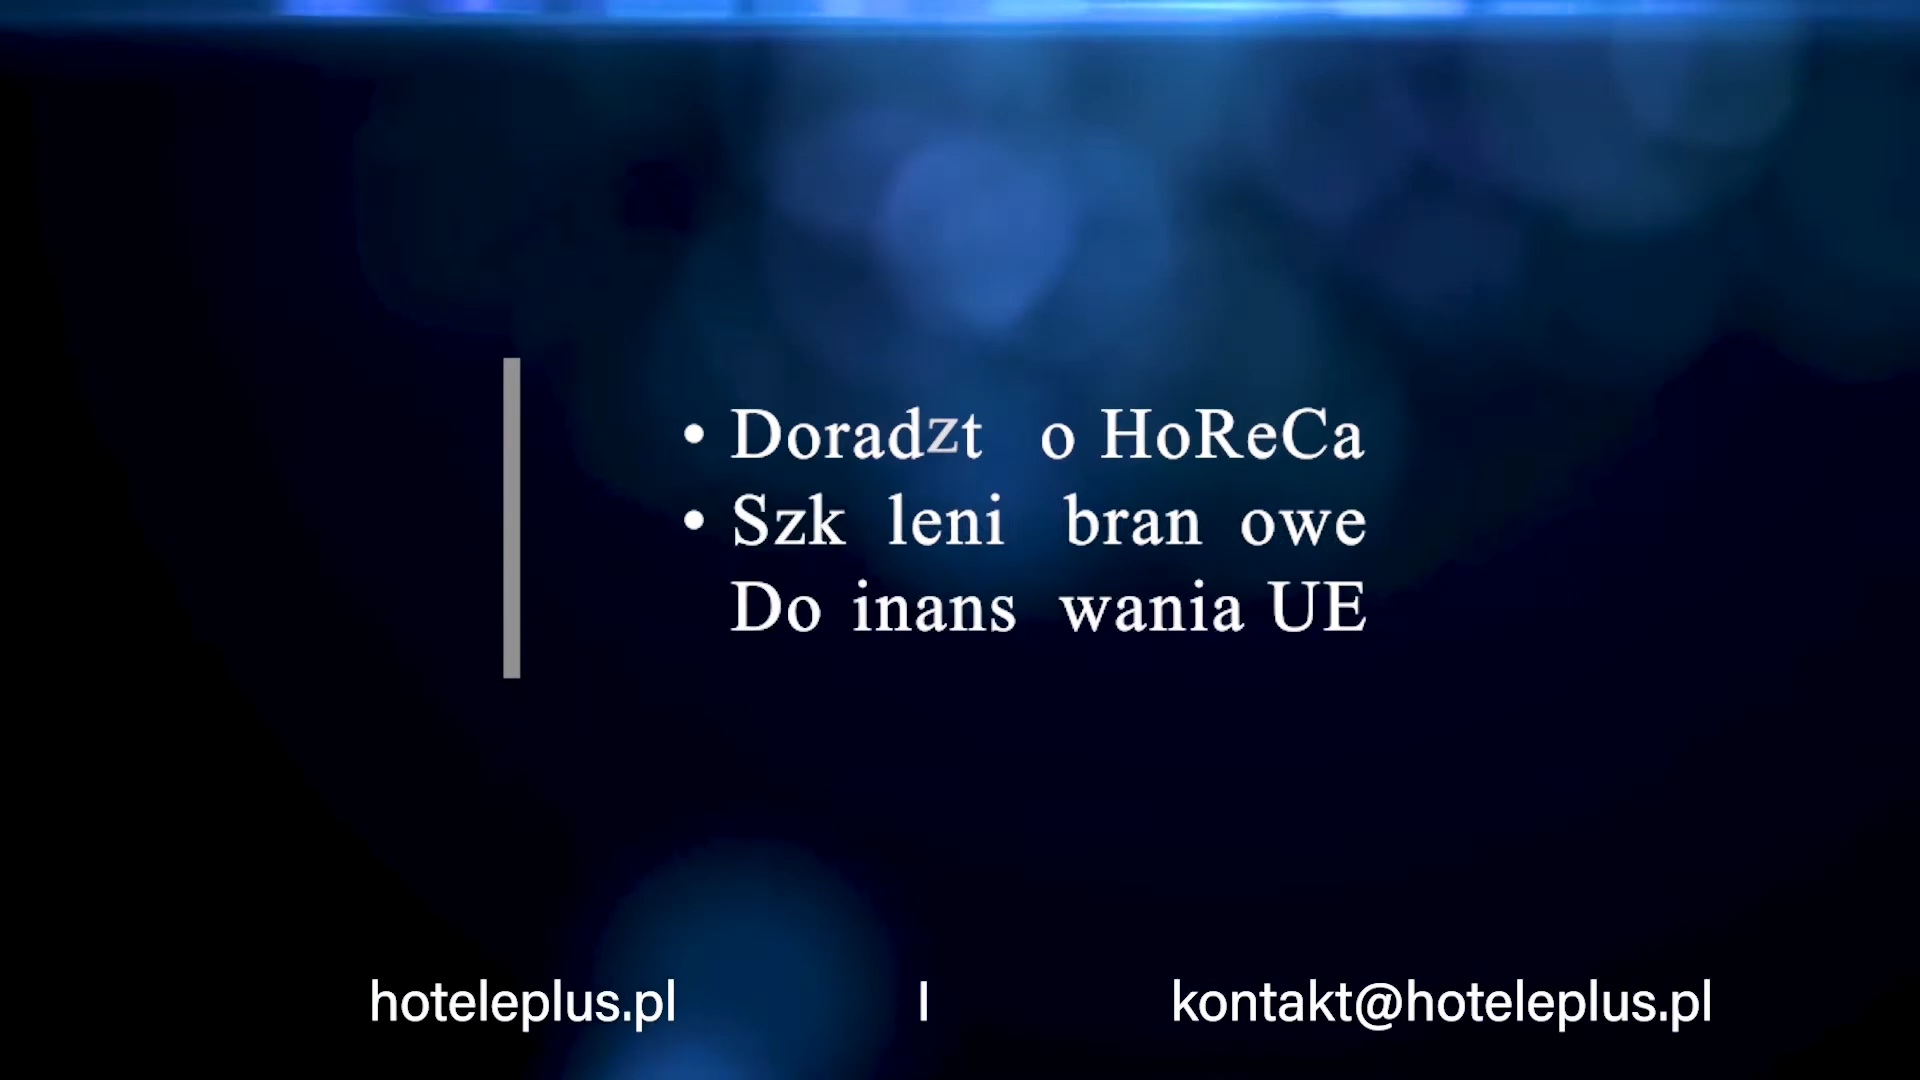 • Doradzt o HoReCa
• Szk leni bran owe
Do inans wania UE
hoteleplus.pl | kontakt@hoteleplus.pl